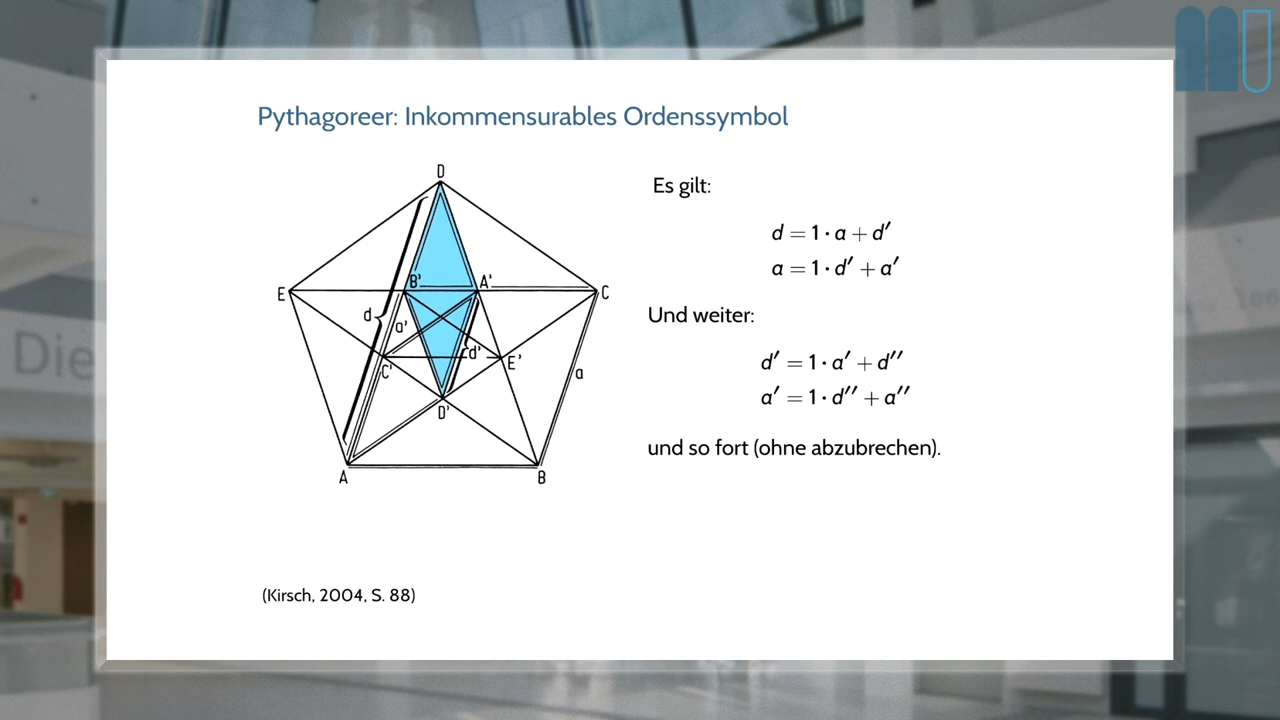 Pythagoreer: Inkommensurables Ordenssymbol
D
Es gilt:
d = 1 · a + d′
a = 1 · d′ + a′
E
B'
A'
C
d
a'
Und weiter:
d'
C'
E'
a
d′ = 1 · a′ + d′′
a′ = 1 · d′′ + a′′
D'
und so fort (ohne abzubrechen).
A
B
(Kirsch, 2004, S. 88)
Die